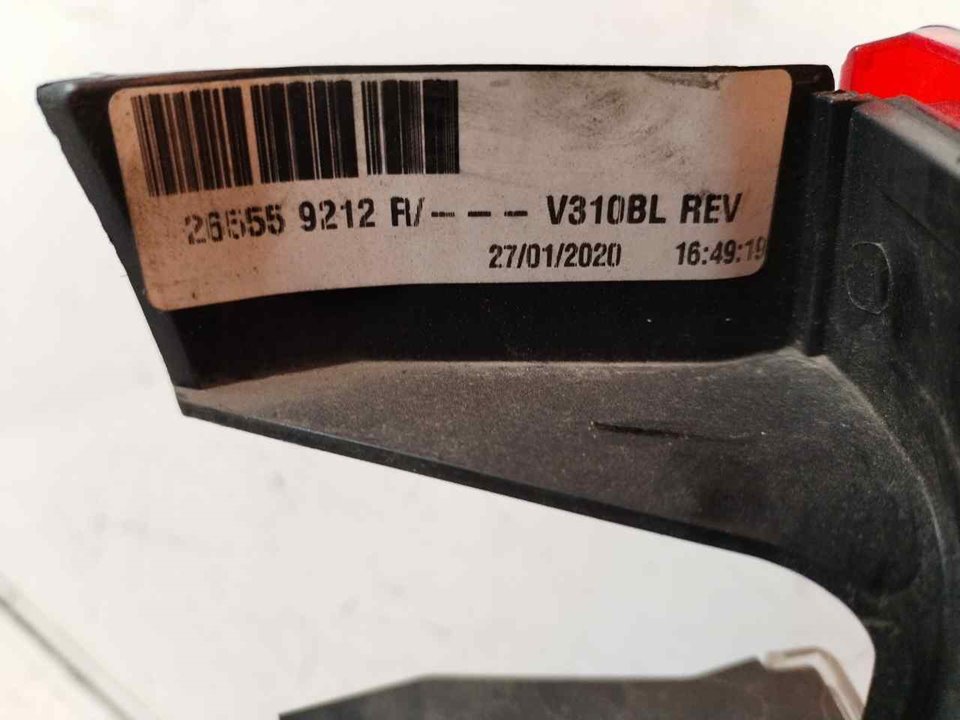 26555 9212 R/--- V310BL REV
27/01/2020 16:49:19